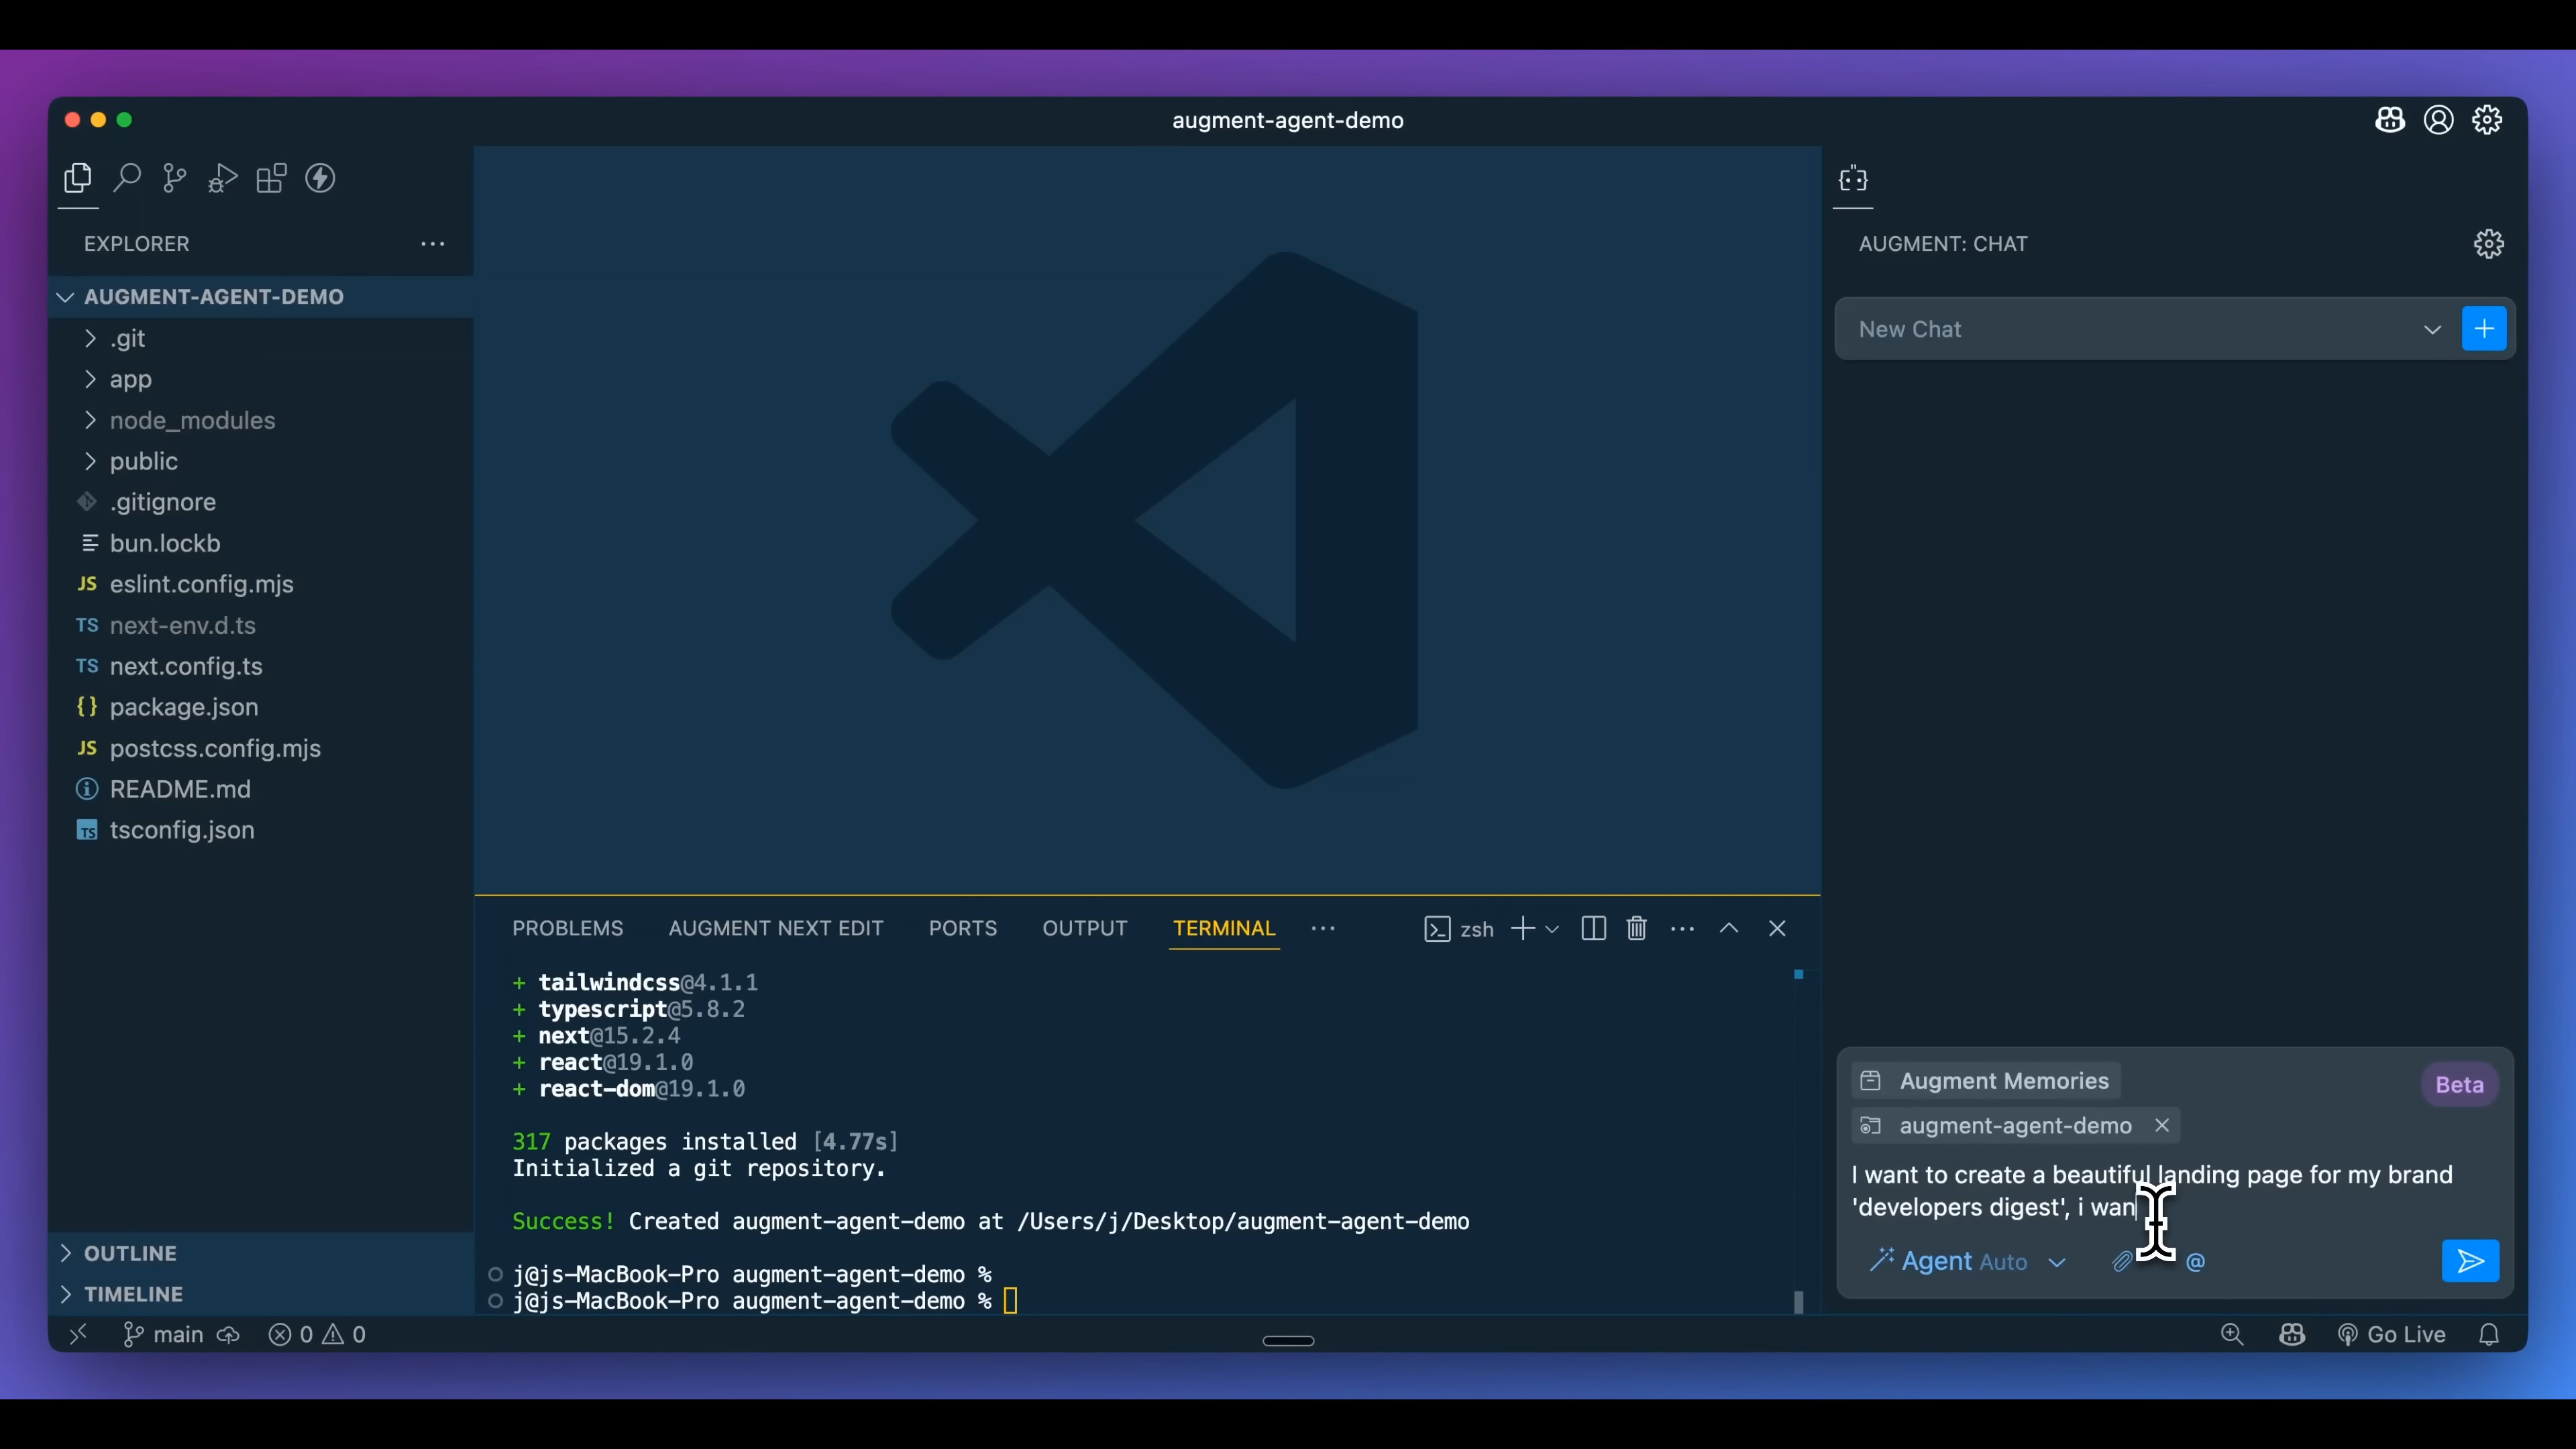 augment-agent-demo
EXPLORER
AUGMENT-AGENT-DEMO
.git
app
node_modules
public
.gitignore
bun.lockb
JS eslint.config.mjs
TS next-env.d.ts
TS next.config.ts
{} package.json
JS postcss.config.mjs
README.md
TS tsconfig.json
OUTLINE
TIMELINE
PROBLEMS AUGMENT NEXT EDIT PORTS OUTPUT TERMINAL zsh
+ tailwindcss@4.1.1
+ typescript@5.8.2
+ next@15.2.4
+ react@19.1.0
+ react-dom@19.1.0
317 packages installed [4.77s]
Initialized a git repository.
Success! Created augment-agent-demo at /Users/j/Desktop/augment-agent-demo
j@js-MacBook-Pro augment-agent-demo %
j@js-MacBook-Pro augment-agent-demo %
AUGMENT: CHAT
New Chat
Augment Memories
Beta
augment-agent-demo
I want to create a beautiful landing page for my brand
'developers digest', i wan
Agent Auto
@
main 0 0
Go Live